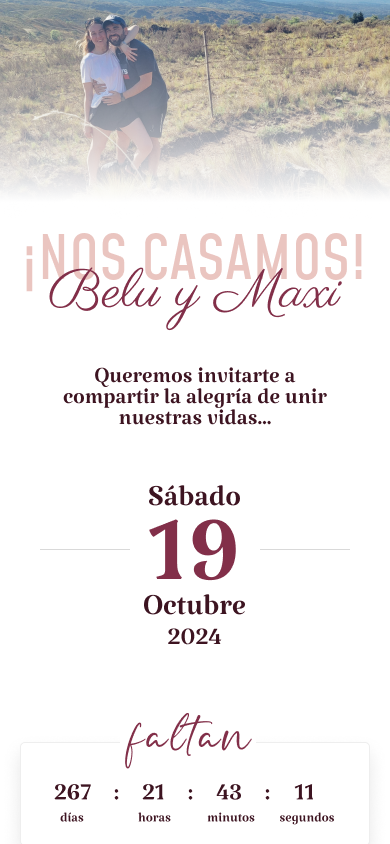 ¡NOS CASAMOS!
Belu y Maxi
Queremos invitarte a
compartir la alegría de unir
nuestras vidas...
Sábado
19
Octubre
2024
faltan
267 : 21 : 43 : 11
días horas minutos segundos